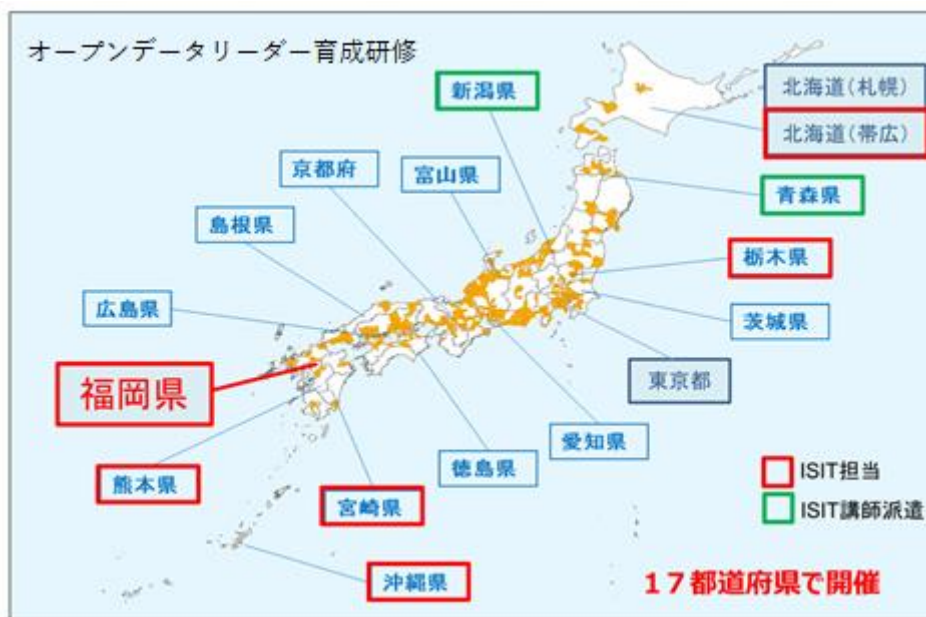 オープンデータリーダー育成研修
新潟県
北海道(札幌)
北海道(帯広)
京都府
富山県
青森県
島根県
栃木県
広島県
茨城県
福岡県
東京都
愛知県
徳島県
熊本県
宮崎県
沖縄県
ISIT担当
ISIT講師派遣
17都道府県で開催